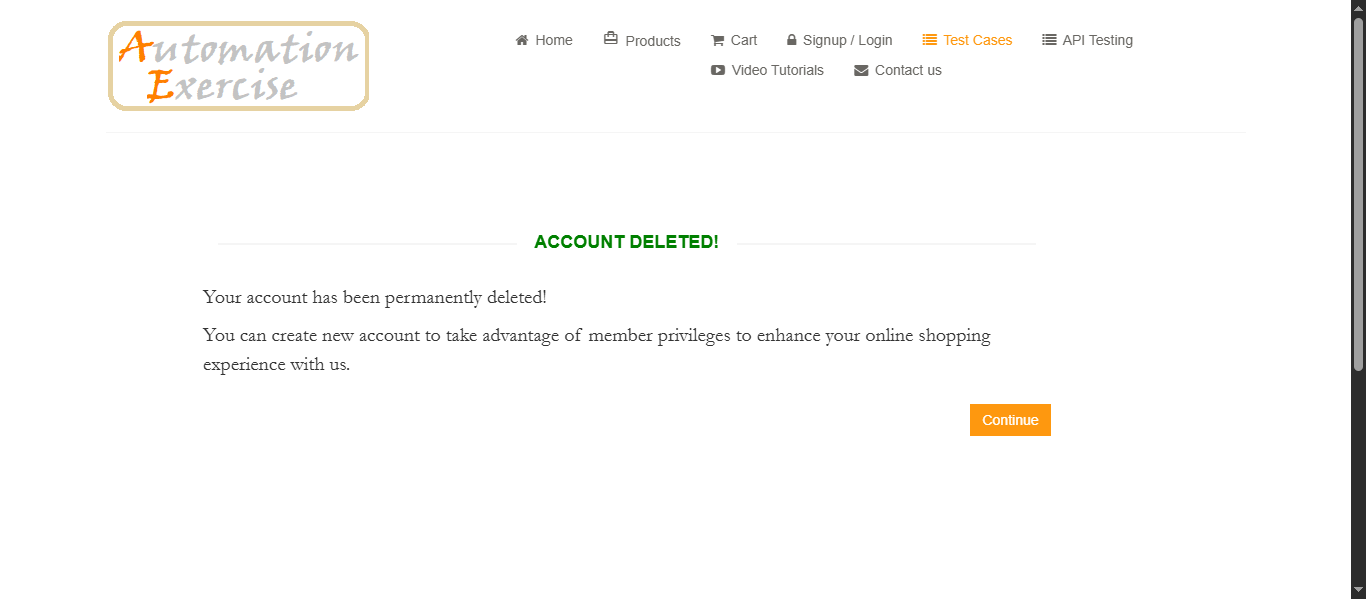 Automation
Exercise
Home Products Cart Signup / Login Test Cases API Testing
Video Tutorials Contact us
ACCOUNT DELETED!
Your account has been permanently deleted!
You can create new account to take advantage of member privileges to enhance your online shopping
experience with us.
Continue